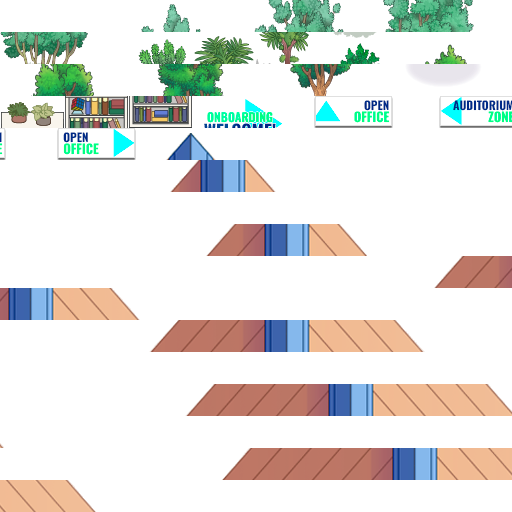 ONBOARDING
WELCOME!
OPEN
OFFICE
AUDITORIUM
ZONE
OPEN
OFFICE